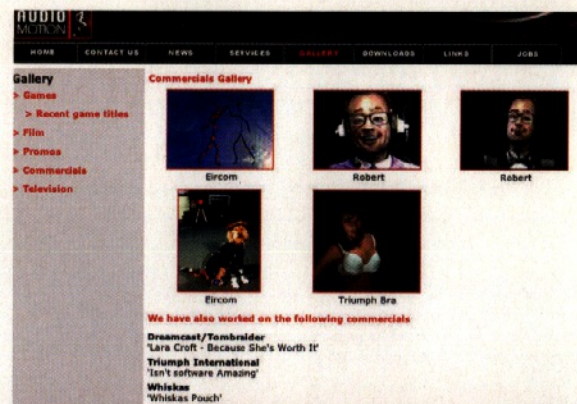 AUDIO
MOTION
HOME CONTACT US NEWS SERVICES GALLERY DOWNLOADS LINKS JOBS
Gallery
> Games
> Recent game titles
> Film
> Promos
> Commercials
> Television
Commercials Gallery
Eircom Robert Robert
Eircom Triumph Bra
We have also worked on the following commercials
Dreamcast/Tombraider
'Lara Croft - Because She's Worth It'
Triumph International
'Isn't software Amazing'
Whiskas
'Whiskas Pouch'